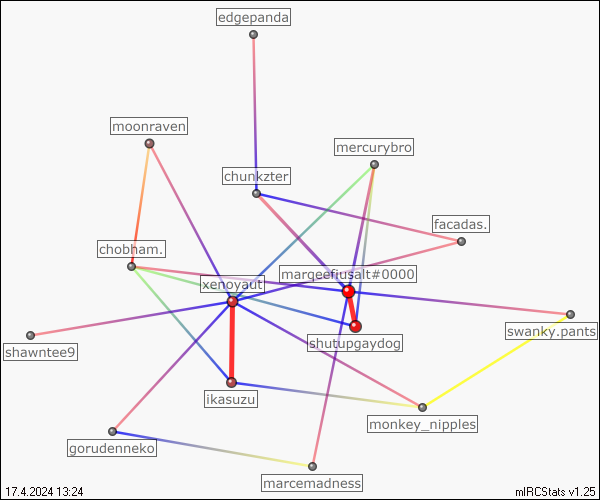 edgepanda
moonraven
mercurybro
chunkzter
facadas.
chobham.
margeefrusalt#0000
xenoyaut
swanky.pants
shutupgaydog
shawntee9
ikasuzu
monkey_nipples
gorudenneko
marcemadness
17.4.2024 13:24
mIRCStats v1.25